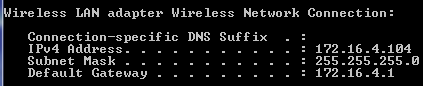 Wireless LAN adapter Wireless Network Connection:
Connection-specific DNS Suffix  . :
IPv4 Address. . . . . . . . . . . : 172.16.4.104
Subnet Mask . . . . . . . . . . . : 255.255.255.0
Default Gateway . . . . . . . . . : 172.16.4.1